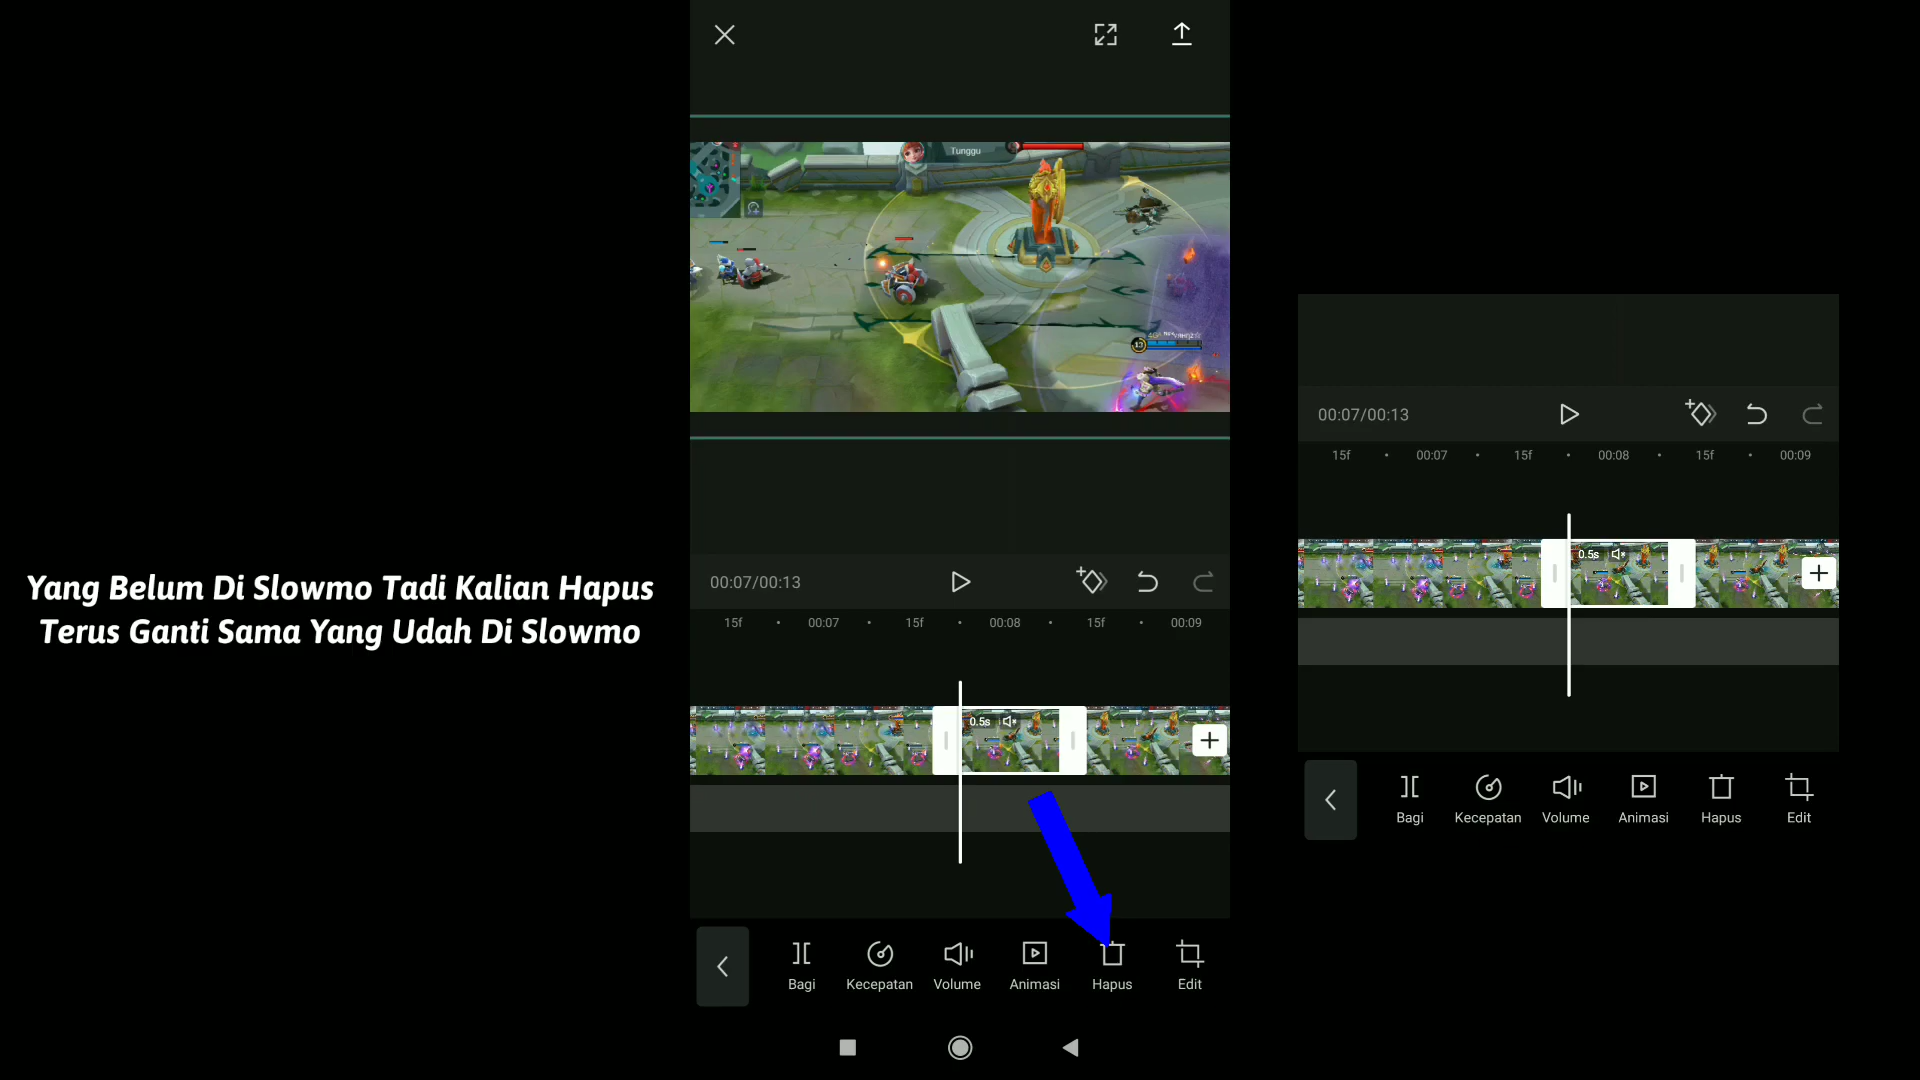 Tunggu
13
Yang Belum Di Slowmo Tadi Kalian Hapus
Terus Ganti Sama Yang Udah Di Slowmo
00:07/00:13
15f 00:07 15f 00:08 15f 00:09
0.5s
Bagi Kecepatan Volume Animasi Hapus Edit
00:07/00:13
15f 00:07 15f 00:08 15f 00:09
0.5s
Bagi Kecepatan Volume Animasi Hapus Edit